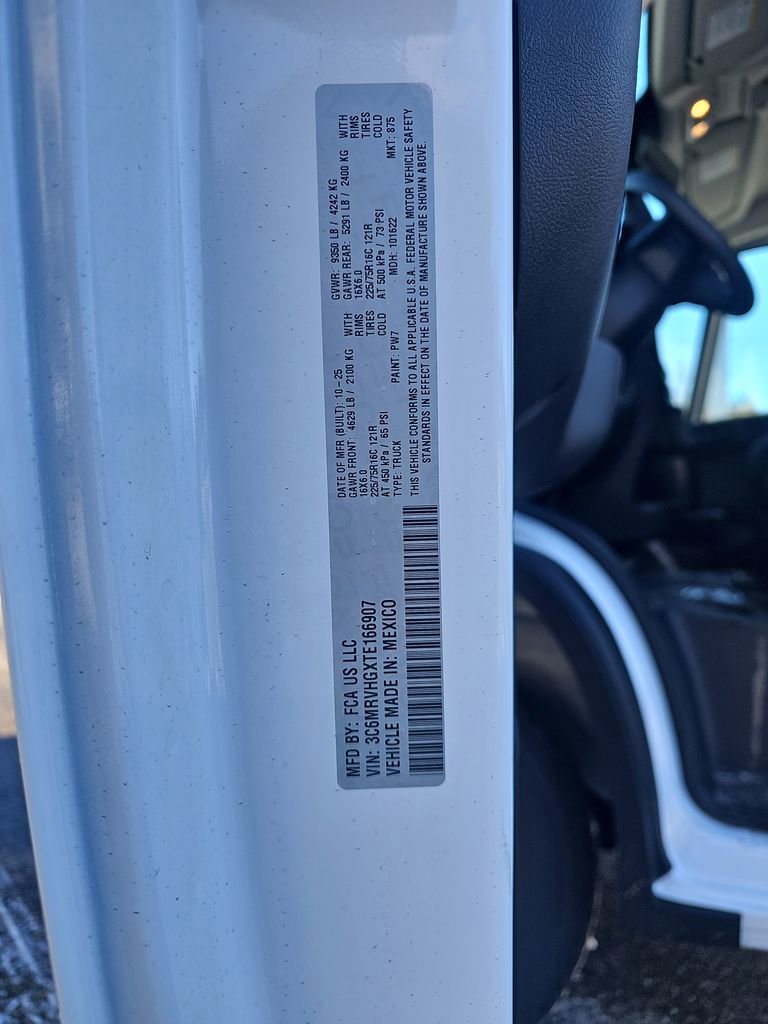 MFD BY: FCA US LLC
VIN: 3C6MRVHGXTE166907
VEHICLE MADE IN: MEXICO
DATE OF MFR (BUILT): 10-25 GVWR: 9350 LB / 4242 KG
GAWR FRONT: 4629 LB / 2100 KG WITH GAWR REAR: 5291 LB / 2400 KG WITH
16X6.0 RIMS 16X6.0 RIMS
225/75R16C 121R TIRES 225/75R16C 121R TIRES
AT 450 kPa / 65 PSI COLD AT 500 kPa / 73 PSI COLD
TYPE: TRUCK PAINT: PW7 MDH: 101622 MKT: 875
THIS VEHICLE CONFORMS TO ALL APPLICABLE U.S.A. FEDERAL MOTOR VEHICLE SAFETY
STANDARDS IN EFFECT ON THE DATE OF MANUFACTURE SHOWN ABOVE.